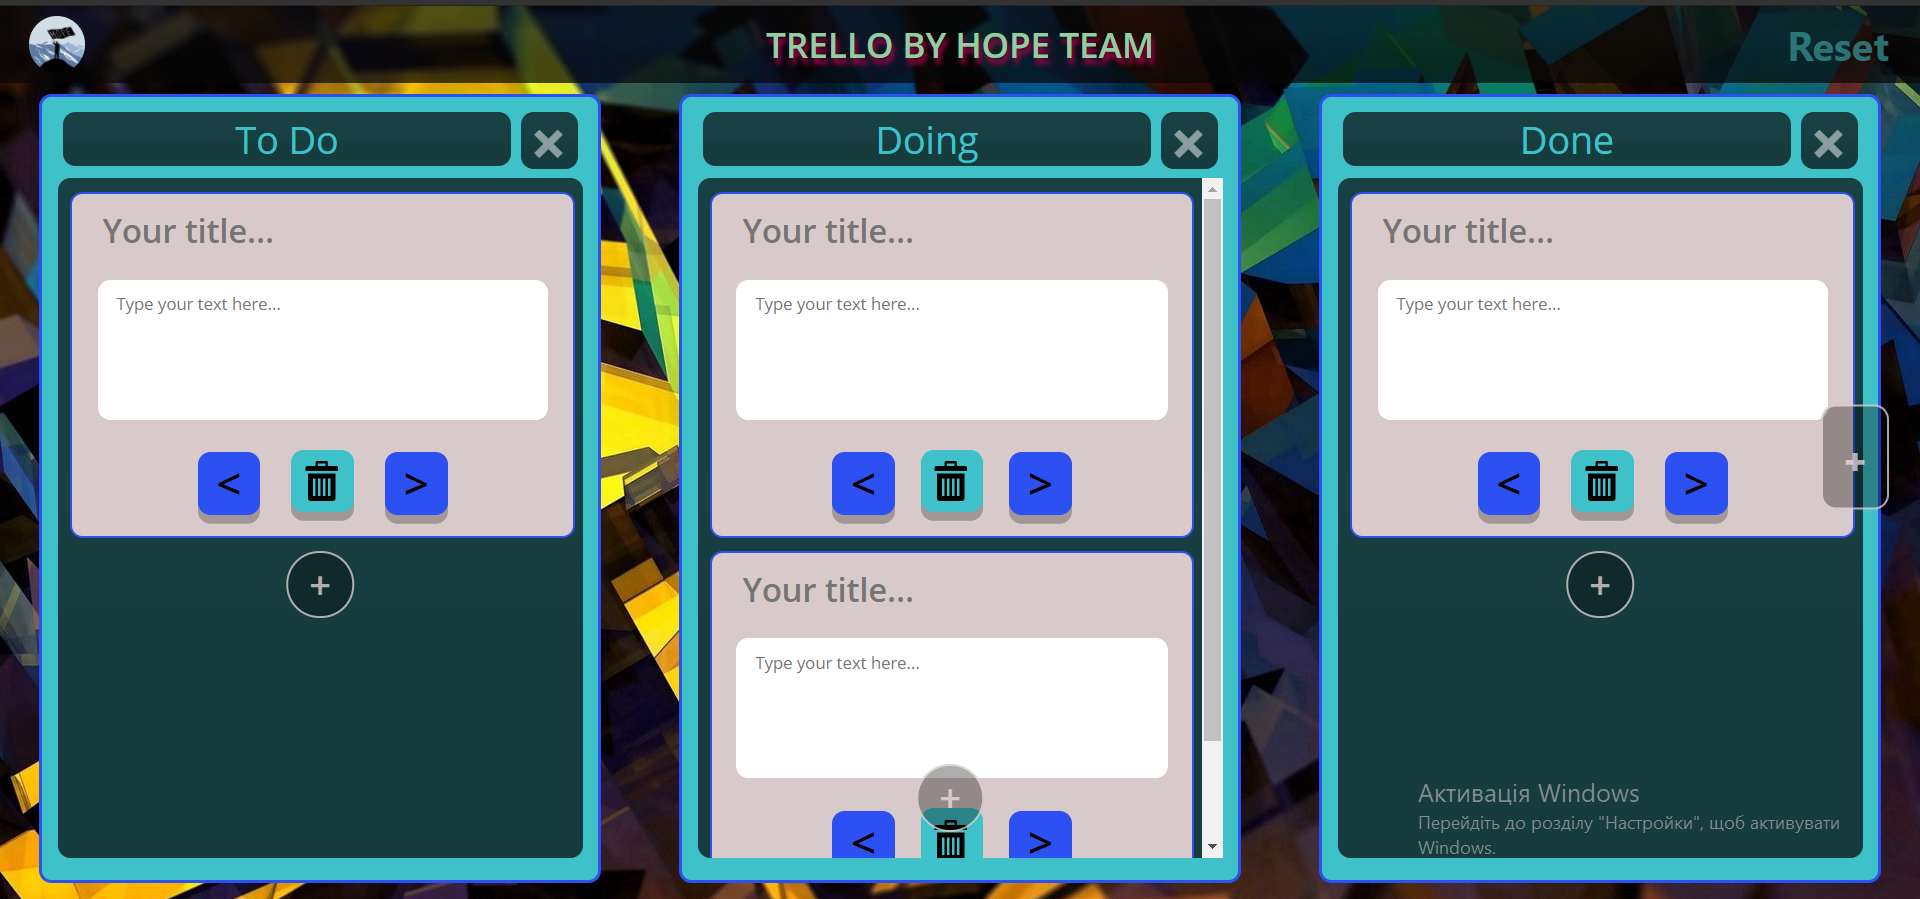 TRELLO BY HOPE TEAM
Reset
To Do
Doing
Done
Your title...
Type your text here...
<
>
+
Your title...
Type your text here...
<
>
Your title...
Type your text here...
+
<
>
Your title...
Type your text here...
<
>
+
+
Активація Windows
Перейдіть до розділу "Настройки", щоб активувати
Windows.